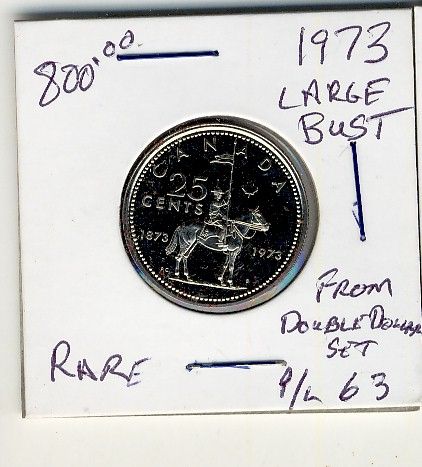 800.00
1973
LARGE
BUST
CANADA
25
CENTS
1873
1973
FROM
DOUBLE DOLLAR
SET
P/L 63
RARE